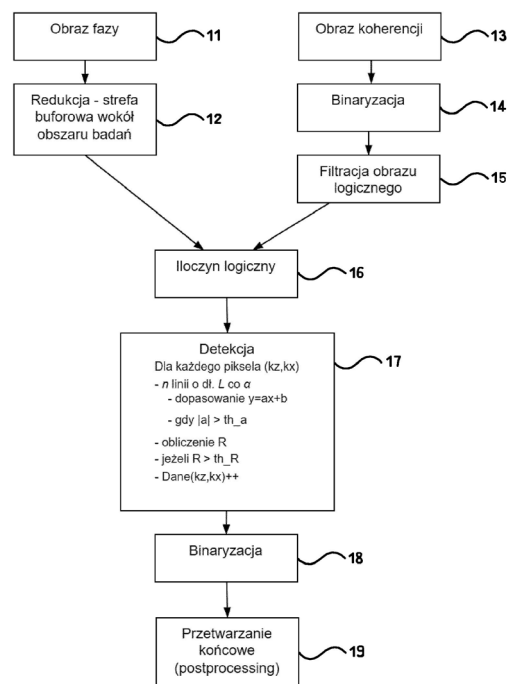 Obraz fazy
11
Obraz koherencji
13
Redukcja - strefa
buforowa wokół
obszaru badań
12
Binaryzacja
14
Filtracja obrazu
logicznego
15
Iloczyn logiczny
16
Detekcja
Dla każdego piksela (kz,kx)
- n linii o dł. L co α
- dopasowanie y=ax+b
- gdy |a| > th_a
- obliczenie R
- jeżeli R > th_R
- Dane(kz,kx)++
17
Binaryzacja
18
Przetwarzanie
końcowe
(postprocessing)
19